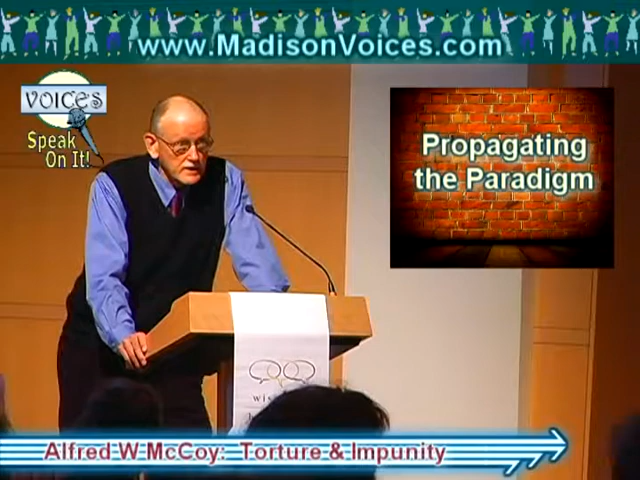 www.MadisonVoices.com
VOICES
Speak
On It!
Propagating
the Paradigm
Alfred W McCoy: Torture & Impunity